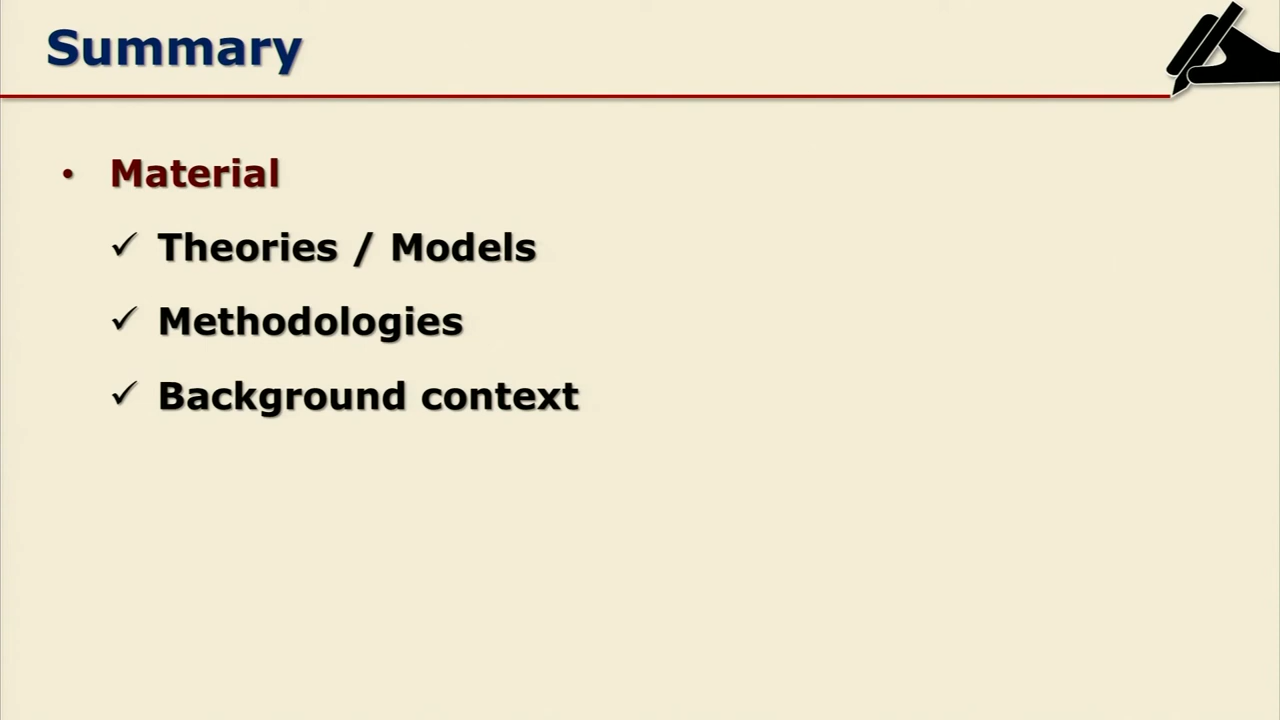 Summary
• Material
✓ Theories / Models
✓ Methodologies
✓ Background context